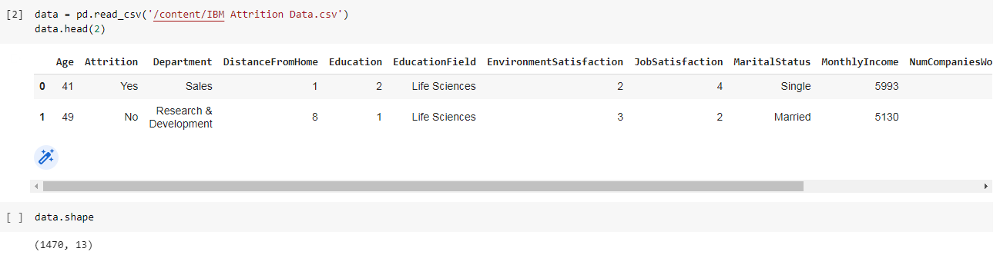 [2] data = pd.read_csv('/content/IBM Attrition Data.csv')
data.head(2)
Age Attrition Department DistanceFromHome Education EducationField EnvironmentSatisfaction JobSatisfaction MaritalStatus MonthlyIncome NumCompaniesWo
0 41 Yes Sales 1 2 Life Sciences 2 4 Single 5993
1 49 No Research & Development 8 1 Life Sciences 3 2 Married 5130
[ ] data.shape
(1470, 13)